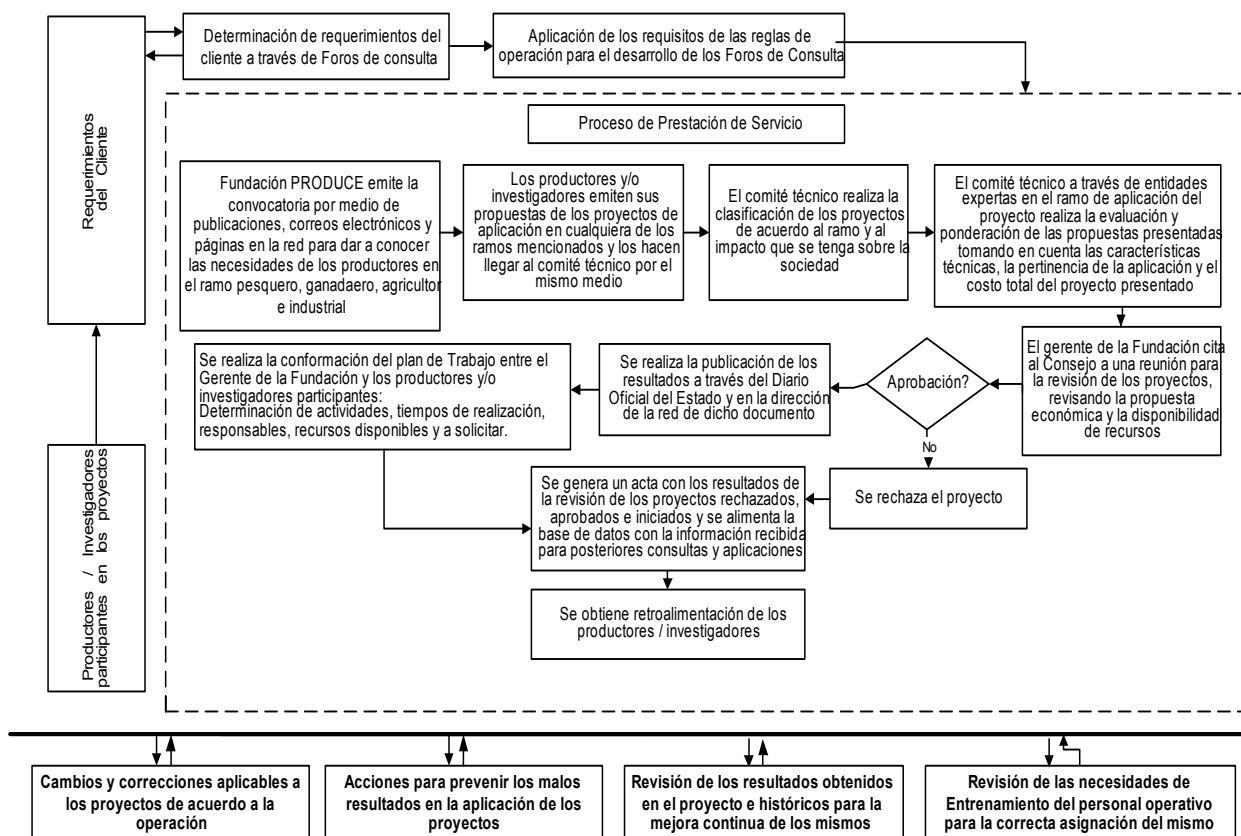 Determinación de requerimientos del
cliente a través de Foros de consulta
Aplicación de los requisitos de las reglas de
operación para el desarrollo de los Foros de Consulta
Requerimientos
del Cliente
Proceso de Prestación de Servicio
Fundación PRODUCE emite la
convocatoria por medio de
publicaciones, correos electrónicos y
páginas en la red para dar a conocer
las necesidades de los productores en
el ramo pesquero, ganadaero, agricultor
e industrial
Los productores y/o
investigadores emiten sus
propuestas de los proyectos de
aplicación en cualquiera de los
ramos mencionados y los hacen
llegar al comité técnico por el
mismo medio
El comité técnico realiza la
clasificación de los proyectos
de acuerdo al ramo y al
impacto que se tenga sobre la
sociedad
El comité técnico a través de entidades
expertas en el ramo de aplicación del
proyecto realiza la evaluación y
ponderación de las propuestas presentadas
tomando en cuenta las características
técnicas, la pertinencia de la aplicación y el
costo total del proyecto presentado
Se realiza la conformación del plan de Trabajo entre el
Gerente de la Fundación y los productores y/o
investigadores participantes:
Determinación de actividades, tiempos de realización,
responsables, recursos disponibles y a solicitar.
Se realiza la publicación de los
resultados a través del Diario
Oficial del Estado y en la dirección
de la red de dicho documento
Aprobación?
El gerente de la Fundación cita
al Consejo a una reunión para
la revisión de los proyectos,
revisando la propuesta
económica y la disponibilidad
de recursos
No
Productores / Investigadores
participantes en los proyectos
Se genera un acta con los resultados de
la revisión de los proyectos rechazados,
aprobados e iniciados y se alimenta la
base de datos con la información recibida
para posteriores consultas y aplicaciones
Se rechaza el proyecto
Se obtiene retroalimentación de los
productores / investigadores
Cambios y correcciones aplicables a
los proyectos de acuerdo a la
operación
Acciones para prevenir los malos
resultados en la aplicación de los
proyectos
Revisión de los resultados obtenidos
en el proyecto e históricos para la
mejora continua de los mismos
Revisión de las necesidades de
Entrenamiento del personal operativo
para la correcta asignación del mismo